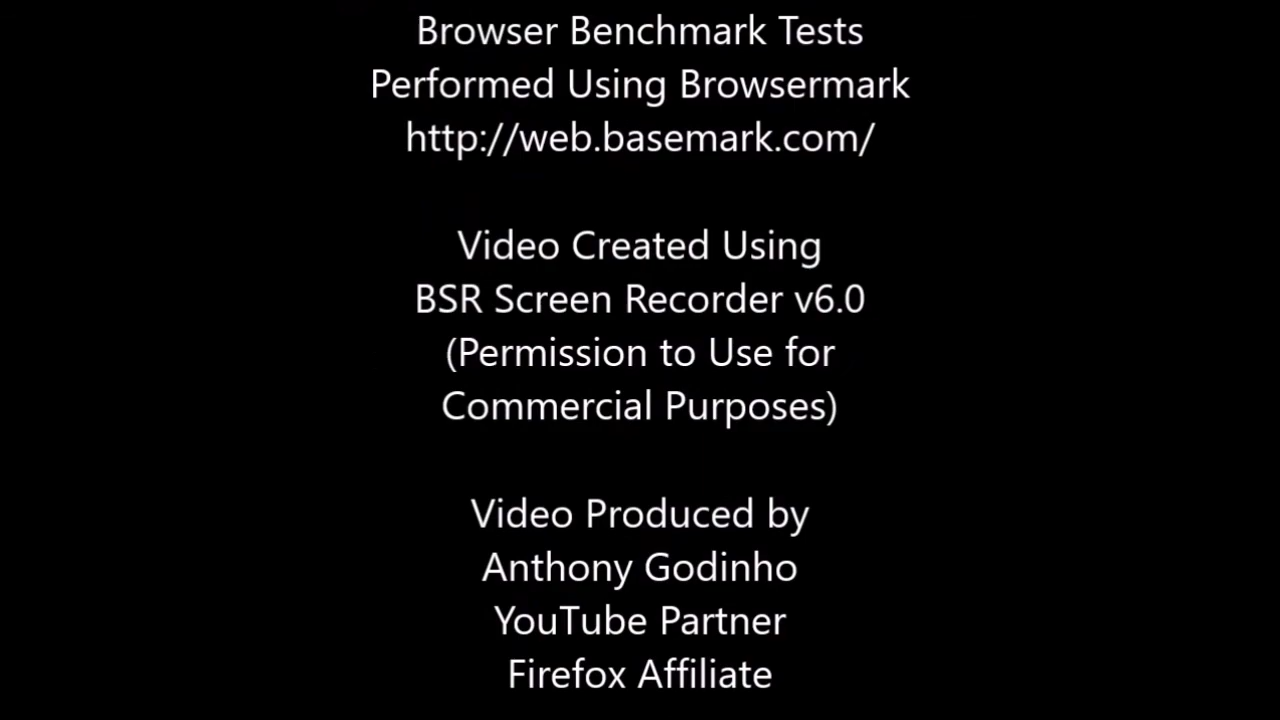 Browser Benchmark Tests
Performed Using Browsermark
http://web.basemark.com/
Video Created Using
BSR Screen Recorder v6.0
(Permission to Use for
Commercial Purposes)
Video Produced by
Anthony Godinho
YouTube Partner
Firefox Affiliate